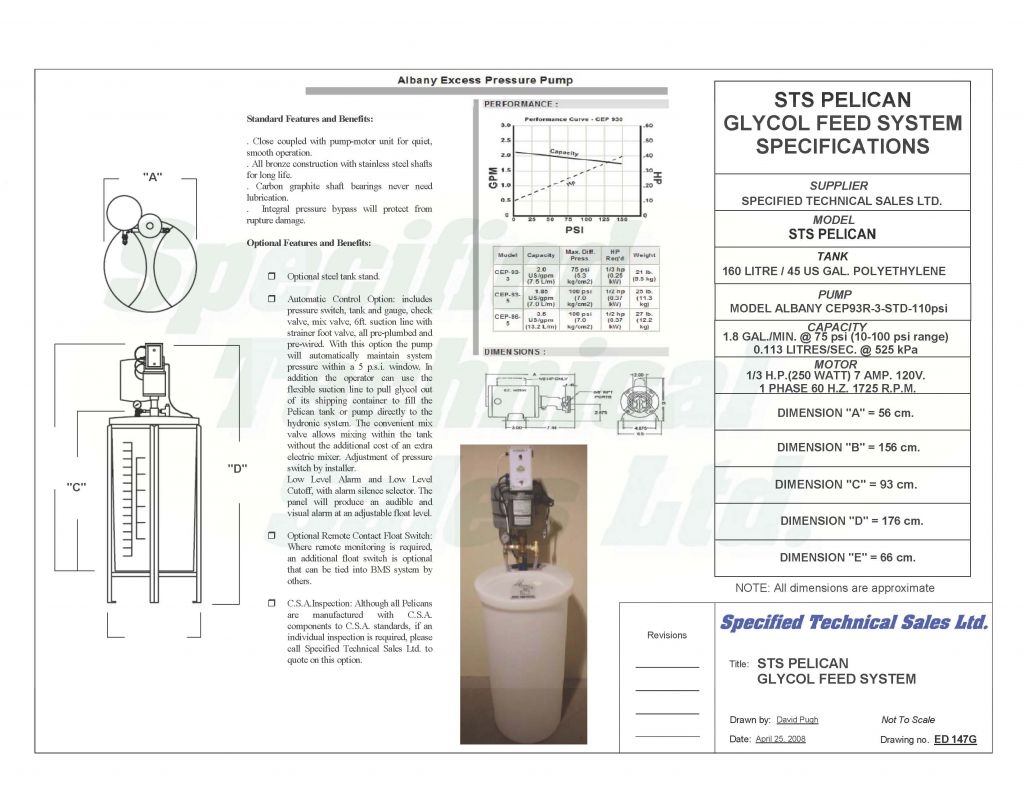 Albany Excess Pressure Pump
Standard Features and Benefits:
. Close coupled with pump-motor unit for quiet,
smooth operation.
. All bronze construction with stainless steel shafts
for long life.
. Carbon graphite shaft bearings never need
lubrication.
. Integral pressure bypass will protect from
rupture damage.
Optional Features and Benefits:
❒ Optional steel tank stand.
❒ Automatic Control Option: includes
pressure switch, tank and gauge, check
valve, mix valve, 6ft. suction line with
strainer foot valve, all pre-plumbed and
pre-wired. With this option the pump
will automatically maintain system
pressure within a 5 p.s.i. window. In
addition the operator can use the
flexible suction line to pull glycol out
of its shipping container to fill the
Pelican tank or pump directly to the
hydronic system. The convenient mix
valve allows mixing within the tank
without the additional cost of an extra
electric mixer. Adjustment of pressure
switch by installer.
Low Level Alarm and Low Level
Cutoff, with alarm silence selector. The
panel will produce an audible and
visual alarm at an adjustable float level.
❒ Optional Remote Contact Float Switch:
Where remote monitoring is required,
an additional float switch is optional
that can be tied into BMS system by
others.
❒ C.S.A.Inspection: Although all Pelicans
are manufactured with C.S.A.
components to C.S.A. standards, if an
individual inspection is required, please
call Specified Technical Sales Ltd. to
quote on this option.
"A"
"C"
"D"
PERFORMANCE :
Performance Curve - CEP 930
3.0
2.5
2.0
1.5
1.0
0.5
GPM
.60
.50
.40
.30
.20
.10
HP
Capacity
Hp
0 25 50 75 100 125 150
PSI
Model Capacity Max. Diff. Press. HP Req'd Weight
CEP-93-3 2.0 US/gpm (7.5 L/m) 75 psi (5.3 kg/cm2) 1/3 hp (0.25 kW) 21 lb. (9.5 kg)
CEP-93-5 1.85 US/gpm (7.0 L/m) 100 psi (7.0 kg/cm2) 1/2 hp (0.37 kW) 25 lb. (11.3 kg)
3.5 US/gpm (13.2 L/m) 100 psi (7.0 kg/cm2) 1/2 hp (0.37 kW) 27 lb. (12.2 kg)
DIMENSIONS :
A
PORTS
STS PELICAN
GLYCOL FEED SYSTEM
SPECIFICATIONS
SUPPLIER
SPECIFIED TECHNICAL SALES LTD.
MODEL
STS PELICAN
TANK
160 LITRE / 45 US GAL. POLYETHYLENE
PUMP
MODEL ALBANY CEP93R-3-STD-110psi
CAPACITY
1.8 GAL./MIN. @ 75 psi (10-100 psi range)
0.113 LITRES/SEC. @ 525 kPa
MOTOR
1/3 H.P.(250 WATT) 7 AMP. 120V.
1 PHASE 60 H.Z. 1725 R.P.M.
DIMENSION "A" = 56 cm.
DIMENSION "B" = 156 cm.
DIMENSION "C" = 93 cm.
DIMENSION "D" = 176 cm.
DIMENSION "E" = 66 cm.
NOTE: All dimensions are approximate
Revisions
Specified Technical Sales Ltd.
Title: STS PELICAN
GLYCOL FEED SYSTEM
Drawn by: David Pugh
Not To Scale
Date: April 25, 2008
Drawing no. ED 147G
Specified
Technical
Sales Ltd.